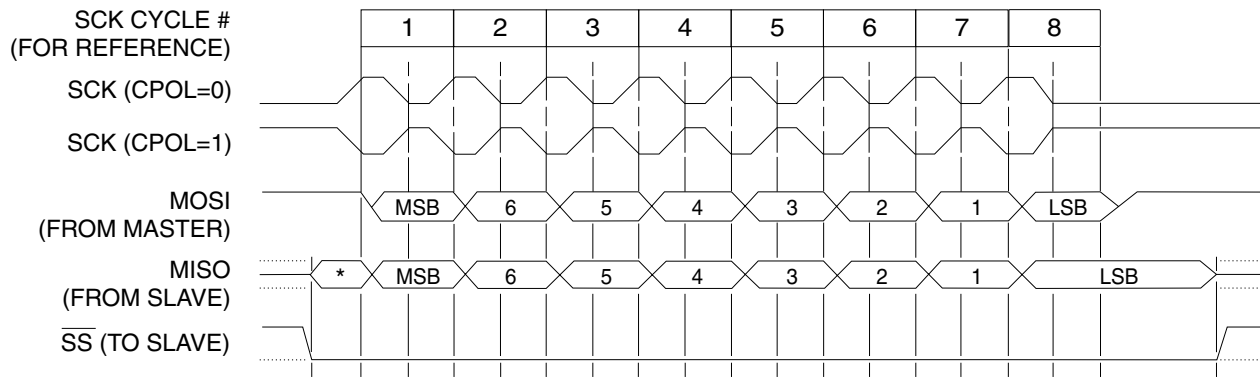 SCK CYCLE #
(FOR REFERENCE)
1 2 3 4 5 6 7 8
SCK (CPOL=0)
SCK (CPOL=1)
MOSI
(FROM MASTER)
MSB 6 5 4 3 2 1 LSB
MISO
(FROM SLAVE)
* MSB 6 5 4 3 2 1 LSB
SS (TO SLAVE)